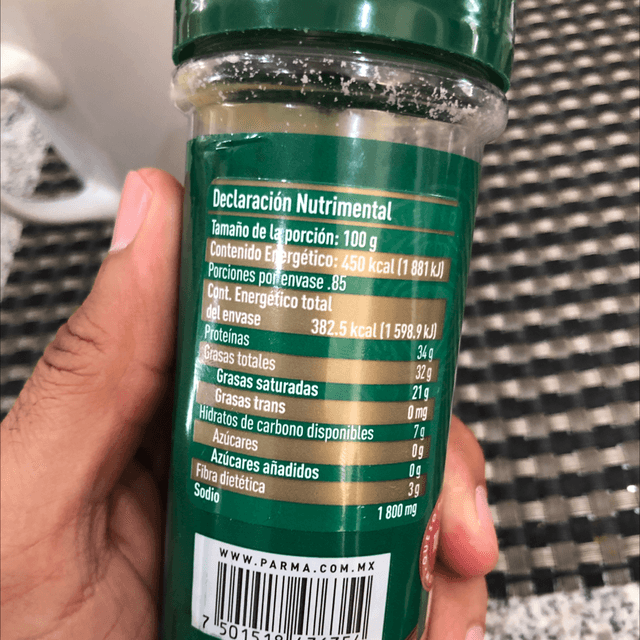 Declaración Nutrimental
Tamaño de la porción: 100 g
Contenido Energético: 450 kcal (1 881 kJ)
Porciones por envase .85
Cont. Energético total
del envase 382.5 kcal (1 598.9 kJ)
Proteínas 34 g
Grasas totales 32 g
Grasas saturadas 21 g
Grasas trans 0 mg
Hidratos de carbono disponibles 7 g
Azúcares 0 g
Azúcares añadidos 0 g
Fibra dietética 3 g
Sodio 1 800 mg
WWW.PARMA.COM.MX
7 501518